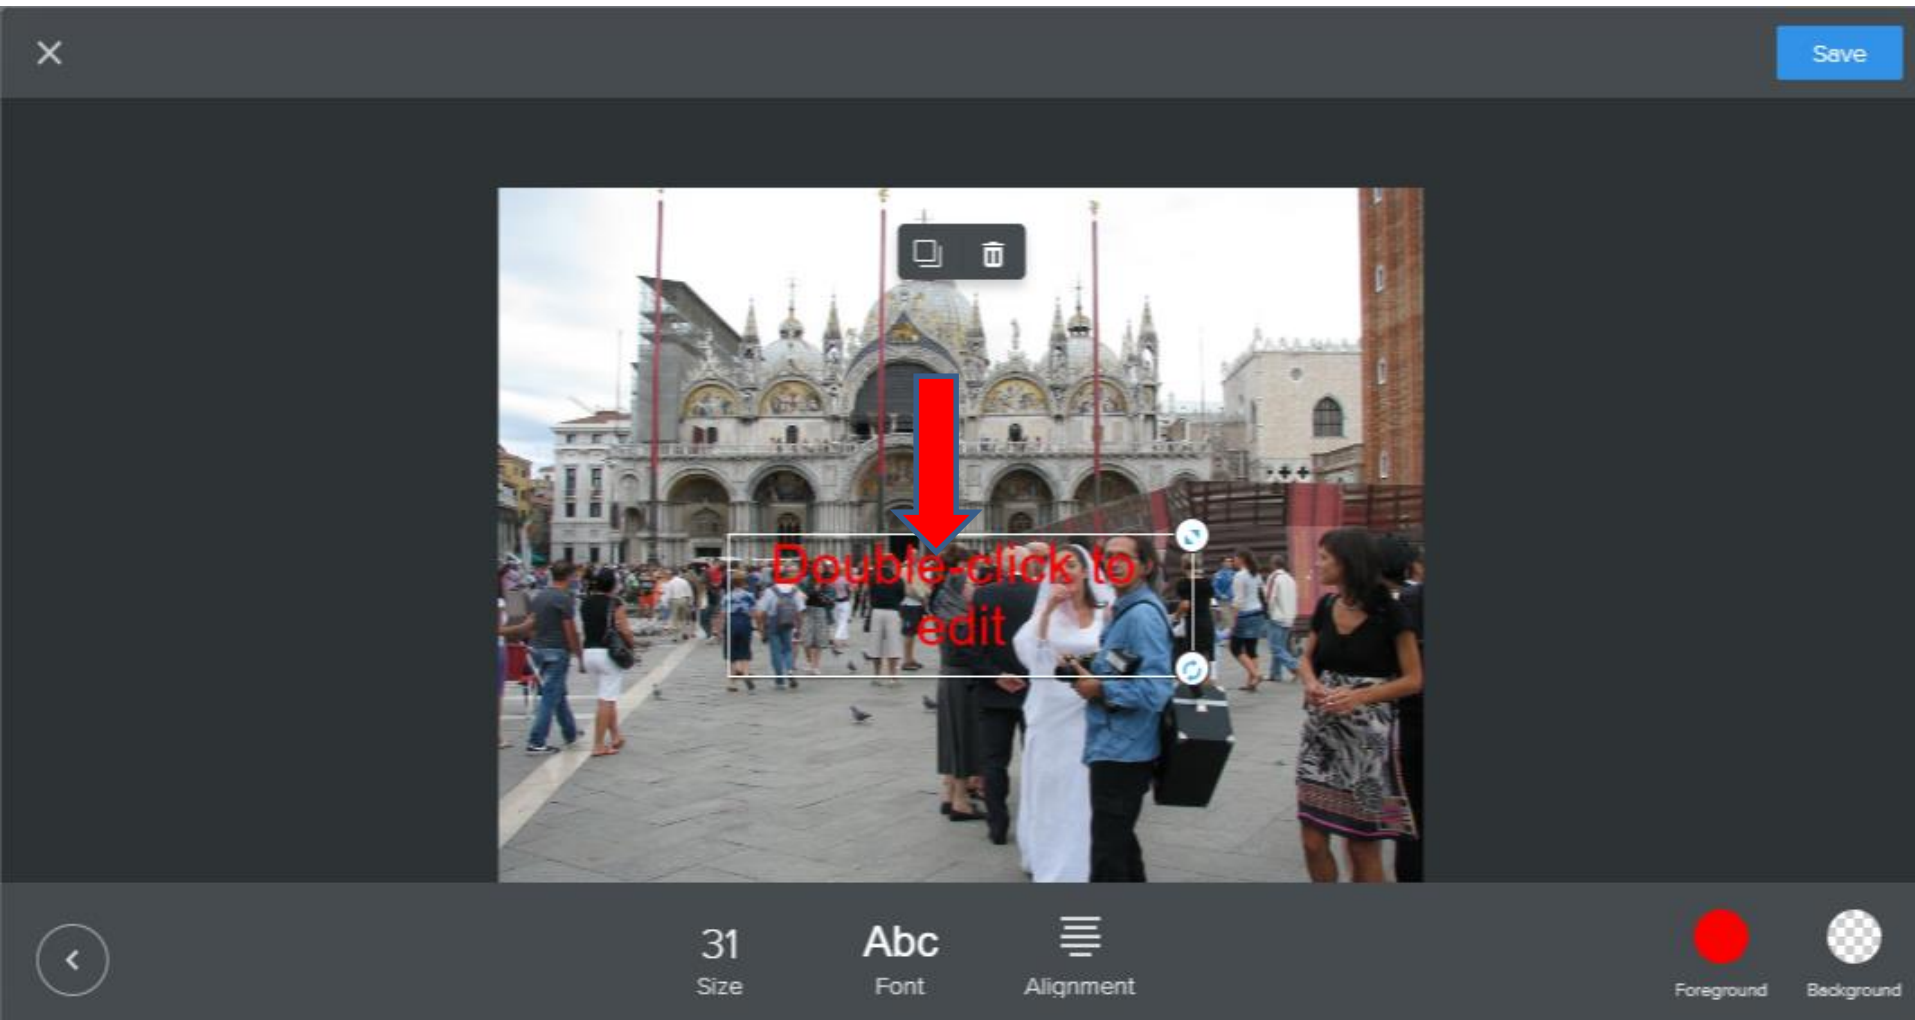 Save
Double-click to
edit
31
Size
Abc
Font
Alignment
Foreground
Background